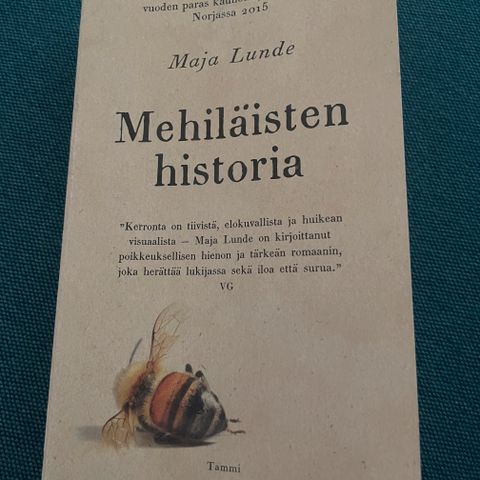 vuoden paras
Norjassa 2015
Maja Lunde
Mehiläisten
historia
"Kerronta on tiivistä, elokuvallista ja huikean
visuaalista – Maja Lunde on kirjoittanut
poikkeuksellisen hienon ja tärkeän romaanin,
joka herättää lukijassa sekä iloa että surua."
VG
Tammi